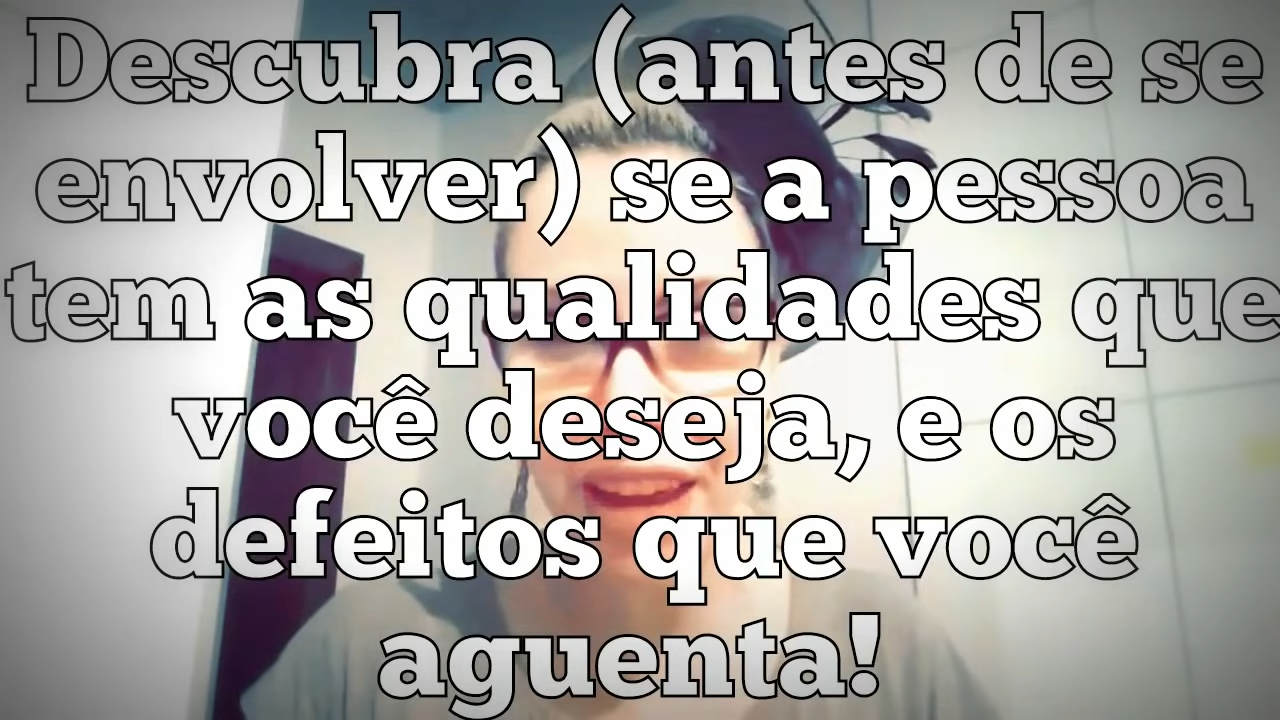 Descubra (antes de se
envolver) se a pessoa
tem as qualidades que
você deseja, e os
defeitos que você
aguenta!